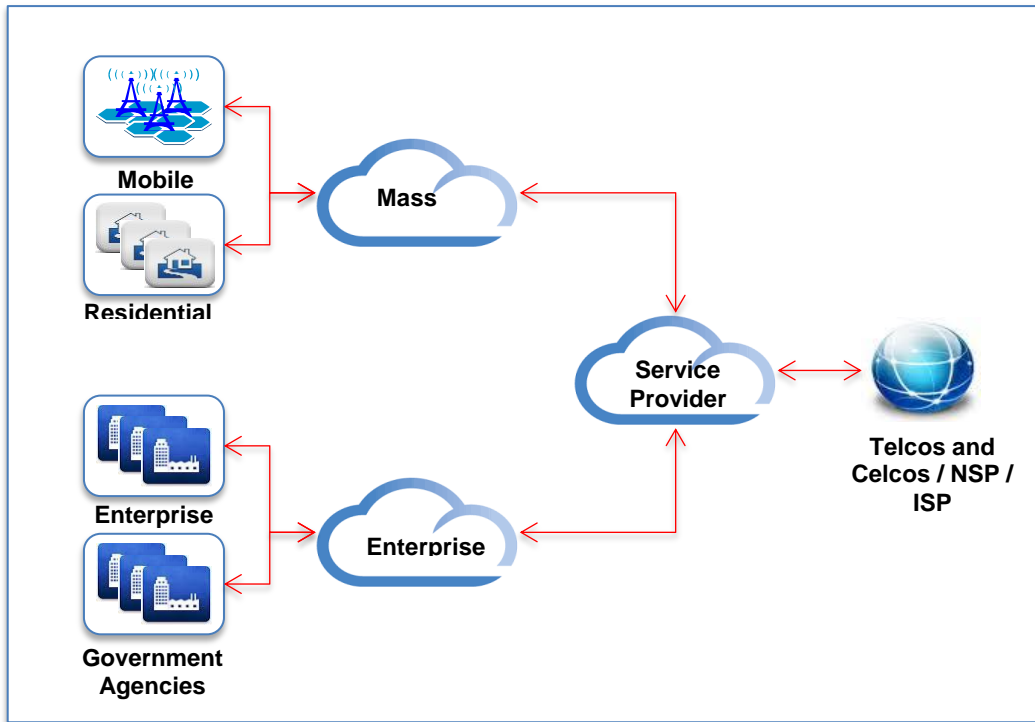 Mobile
Mass
Residential
Service
Provider
Telcos and
Celcos / NSP /
ISP
Enterprise
Enterprise
Government
Agencies